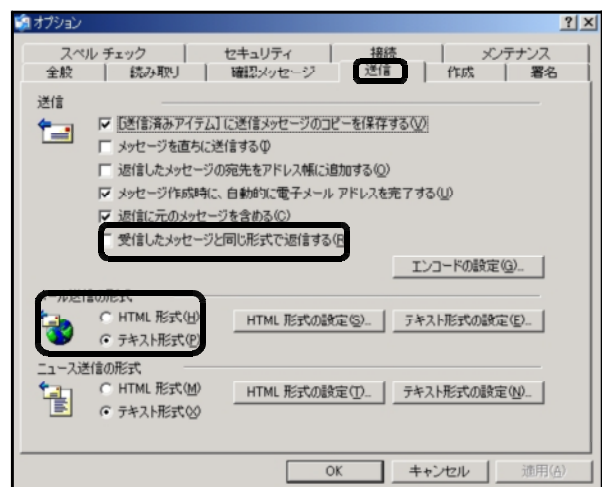 オプション
スペル チェック セキュリティ 接続 メンテナンス
全般 読み取り 確認メッセージ 送信 作成 署名
送信
[送信済みアイテム] に送信メッセージのコピーを保存する(V)
メッセージを直ちに送信する(I)
返信したメッセージの宛先をアドレス帳に追加する(O)
メッセージ作成時に、自動的に電子メール アドレスを完了する(U)
返信に元のメッセージを含める(C)
受信したメッセージと同じ形式で返信する(R
エンコードの設定(G)...
メール送信の形式
HTML 形式(H) HTML 形式の設定(S)... テキスト形式の設定(E)...
テキスト形式(P)
ニュース送信の形式
HTML 形式(M) HTML 形式の設定(T)... テキスト形式の設定(N)...
テキスト形式(X)
OK キャンセル 適用(A)